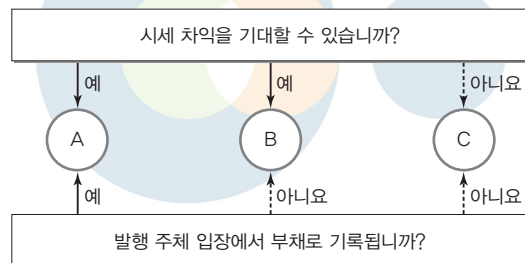 시세 차익을 기대할 수 있습니까?
예 예 아니요
A B C
예 아니요 아니요
발행 주체 입장에서 부채로 기록됩니까?